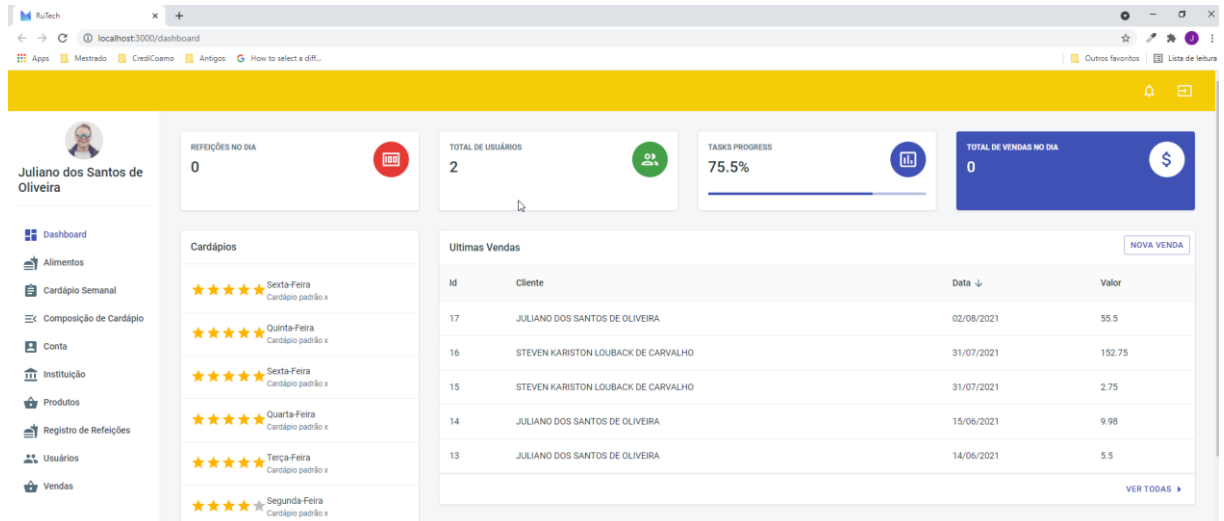 RuTech
localhost:3000/dashboard
Apps Mestrado CrediCoamo Antigos How to select a diff... Outros favoritos Lista de leitura
J
Juliano dos Santos de
Oliveira
Dashboard
Alimentos
Cardápio Semanal
Composição de Cardápio
Conta
Instituição
Produtos
Registro de Refeições
Usuários
Vendas
REFEIÇÕES NO DIA
0
TOTAL DE USUÁRIOS
2
TASKS PROGRESS
75.5%
TOTAL DE VENDAS NO DIA
0
$
Cardápios
Sexta-Feira
Cardápio padrão x
Quinta-Feira
Cardápio padrão x
Sexta-Feira
Cardápio padrão x
Quarta-Feira
Cardápio padrão x
Terça-Feira
Cardápio padrão x
Segunda-Feira
Cardápio padrão x
Ultimas Vendas NOVA VENDA
Id Cliente Data Valor
17 JULIANO DOS SANTOS DE OLIVEIRA 02/08/2021 55.5
16 STEVEN KARISTON LOUBACK DE CARVALHO 31/07/2021 152.75
15 STEVEN KARISTON LOUBACK DE CARVALHO 31/07/2021 2.75
14 JULIANO DOS SANTOS DE OLIVEIRA 15/06/2021 9.98
13 JULIANO DOS SANTOS DE OLIVEIRA 14/06/2021 5.5
VER TODAS